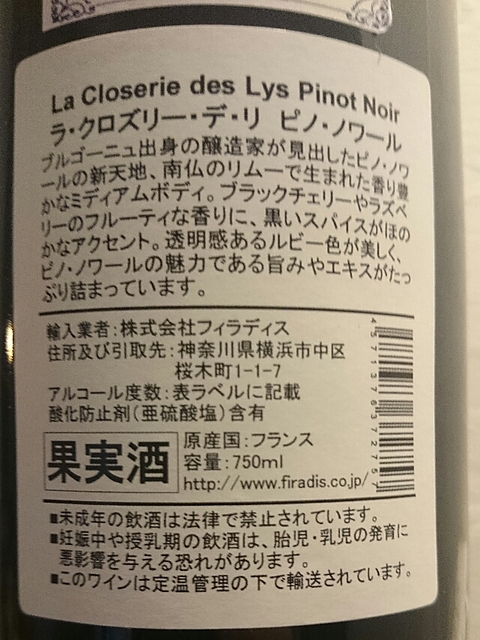 La Closerie des Lys Pinot Noir
ラ・クロズリー・デ・リ ピノ・ノワール
ブルゴーニュ出身の醸造家が見出したピノ・ノワ
ールの新天地、南仏のリムーで生まれた香り豊
かなミディアムボディ。ブラックチェリーやラズベ
リーのフルーティな香りに、黒いスパイスがほの
かなアクセント。透明感あるルビー色が美しく、
ピノ・ノワールの魅力である旨みやエキスがたっ
ぷり詰まっています。
輸入業者:株式会社フィラディス
住所及び引取先:神奈川県横浜市中区
桜木町1-1-7
アルコール度数:表ラベルに記載
酸化防止剤(亜硫酸塩)含有
果実酒
原産国:フランス
容量:750ml
http://www.firadis.co.jp/
45711376372757
■未成年の飲酒は法律で禁止されています。
■妊娠中や授乳期の飲酒は、胎児・乳児の発育に
悪影響を与える恐れがあります。
■このワインは定温管理の下で輸送されています。